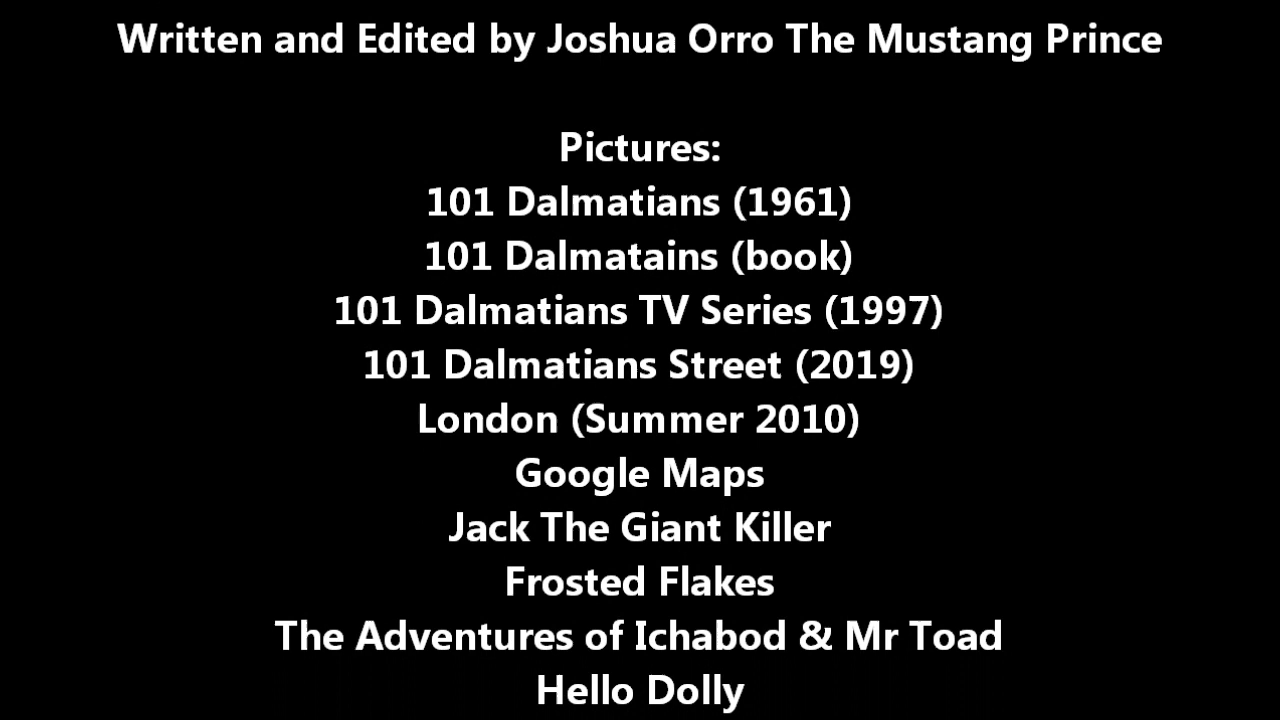 Written and Edited by Joshua Orro The Mustang Prince
Pictures:
101 Dalmatians (1961)
101 Dalmatains (book)
101 Dalmatians TV Series (1997)
101 Dalmatians Street (2019)
London (Summer 2010)
Google Maps
Jack The Giant Killer
Frosted Flakes
The Adventures of Ichabod & Mr Toad
Hello Dolly